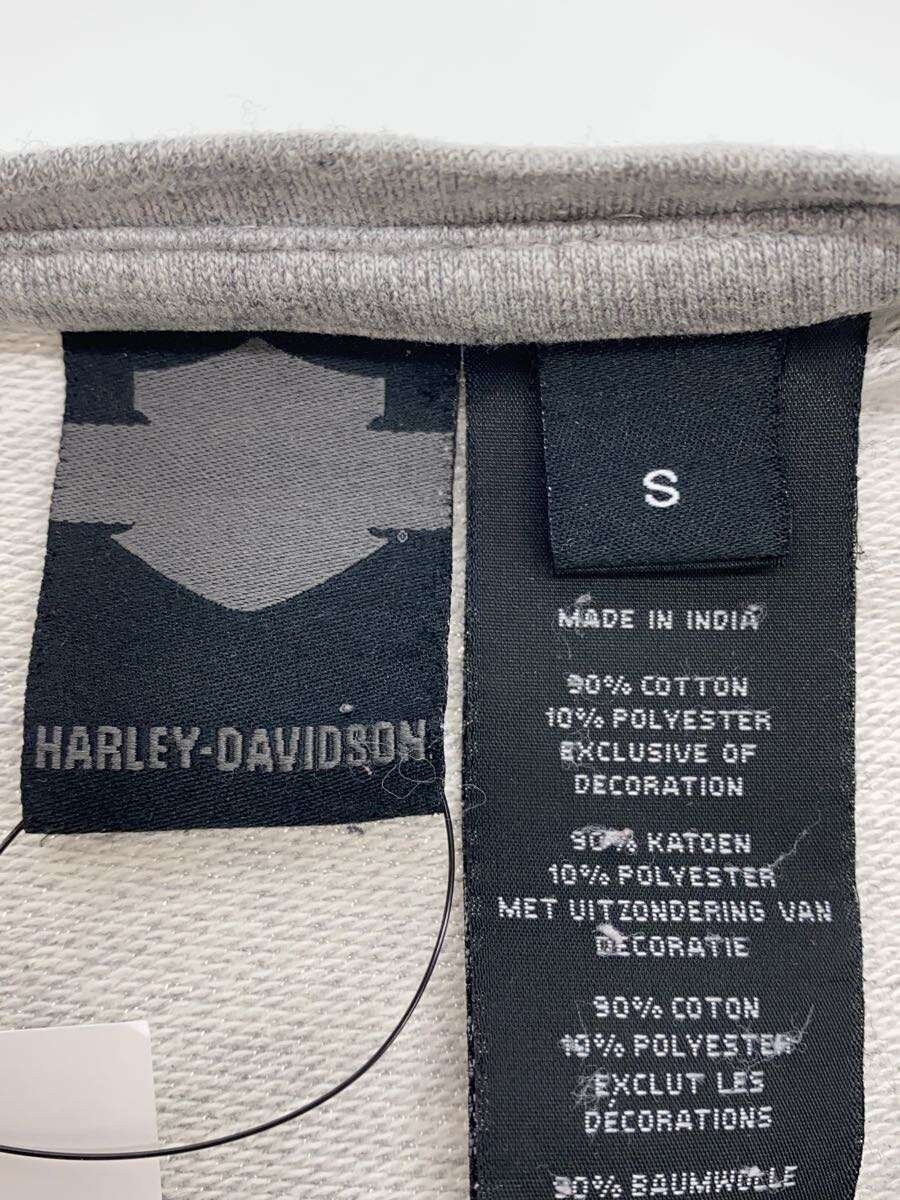 HARLEY-DAVIDSON
®
S
MADE IN INDIA
90% COTTON
10% POLYESTER
EXCLUSIVE OF
DECORATION
90% KATOEN
10% POLYESTER
MET UITZONDERING VAN
DECORATIE
90% COTON
10% POLYESTER
EXCLUT LES
DÉCORATIONS
90% BAUMWOLLE